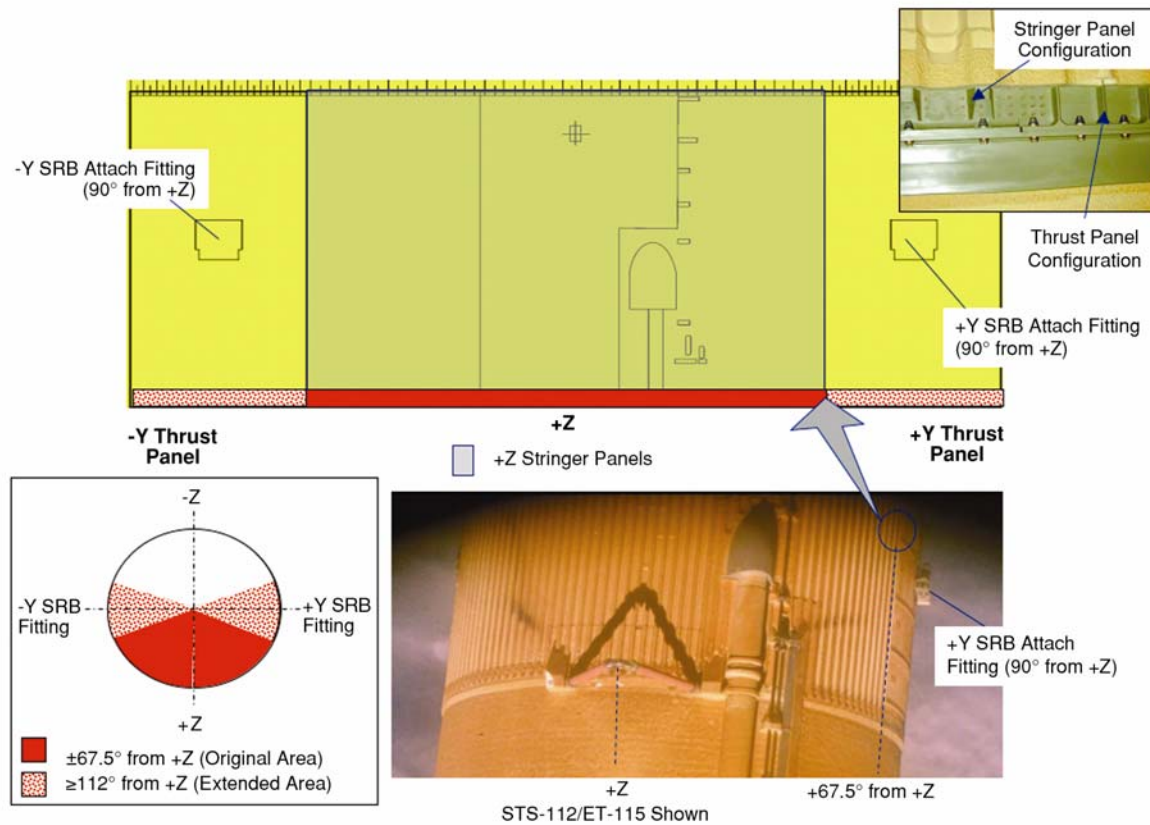 Stringer Panel
Configuration
-Y SRB Attach Fitting
(90° from +Z)
Thrust Panel
Configuration
+Y SRB Attach Fitting
(90° from +Z)
-Y Thrust
Panel
+Z
+Y Thrust
Panel
+Z Stringer Panels
-Z
-Y SRB
Fitting
+Y SRB
Fitting
+Z
±67.5° from +Z (Original Area)
≥112° from +Z (Extended Area)
+Y SRB Attach
Fitting (90° from +Z)
+Z
+67.5° from +Z
STS-112/ET-115 Shown